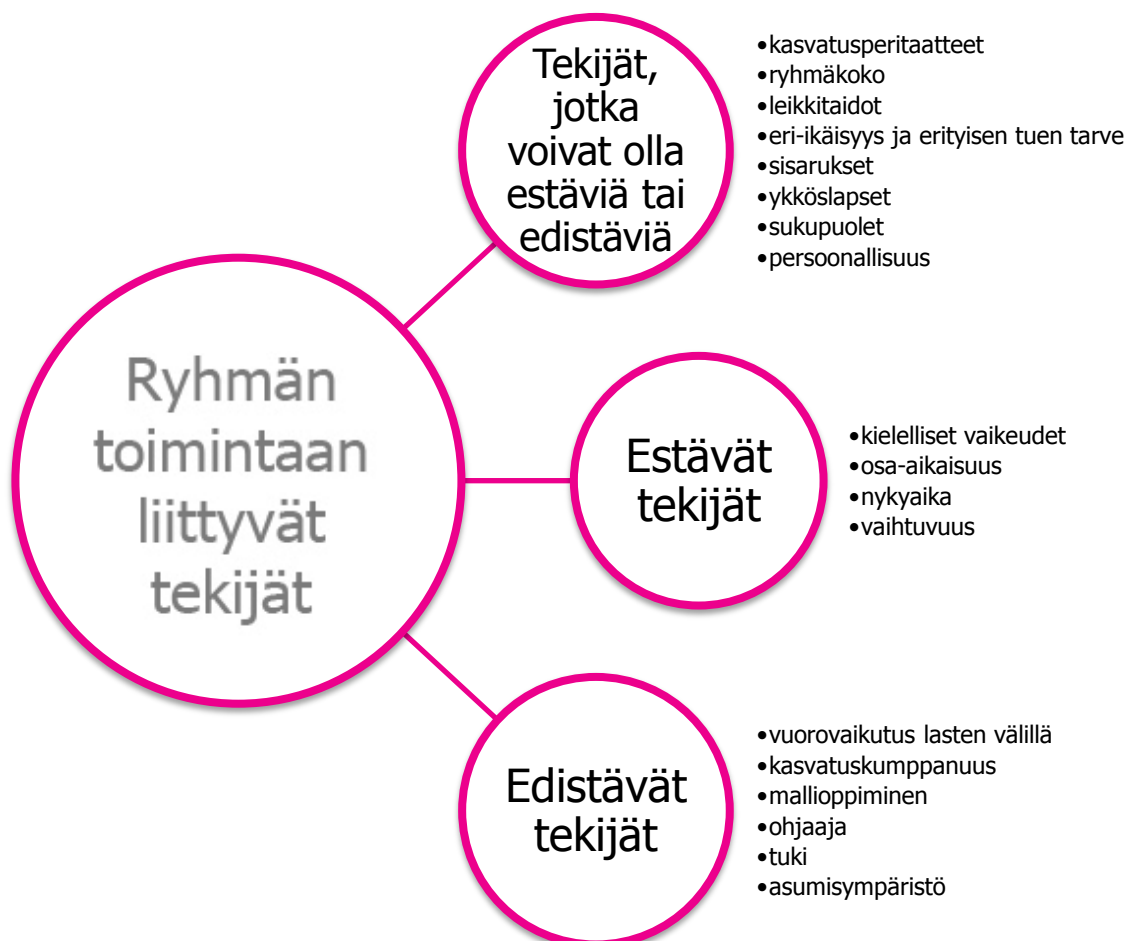 Ryhmän
toimintaan
liittyvät
tekijät
Tekijät,
jotka
voivat olla
estäviä tai
edistäviä
•kasvatusperitaatteet
•ryhmäkoko
•leikkitaidot
•eri-ikäisyys ja erityisen tuen tarve
•sisarukset
•ykköslapset
•sukupuolet
•persoonallisuus
Estävät
tekijät
•kielelliset vaikeudet
•osa-aikaisuus
•nykyaika
•vaihtuvuus
Edistävät
tekijät
•vuorovaikutus lasten välillä
•kasvatuskumppanuus
•mallioppiminen
•ohjaaja
•tuki
•asumisympäristö